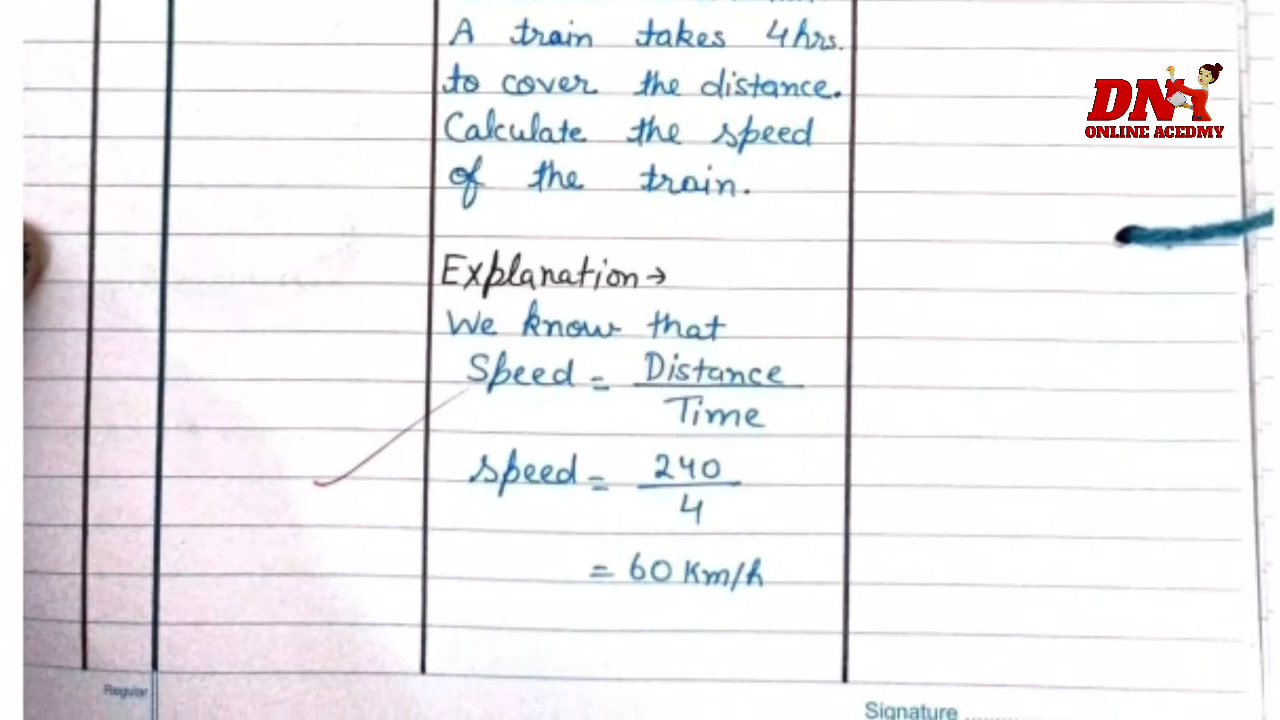 A train takes 4hrs.
to cover the distance.
Calculate the speed
of the train.
DNA
ONLINE ACEDMY
Explanation →
We know that
Speed = Distance
Time
speed = 240
4
= 60 Km/h
Regular
Signature ..............